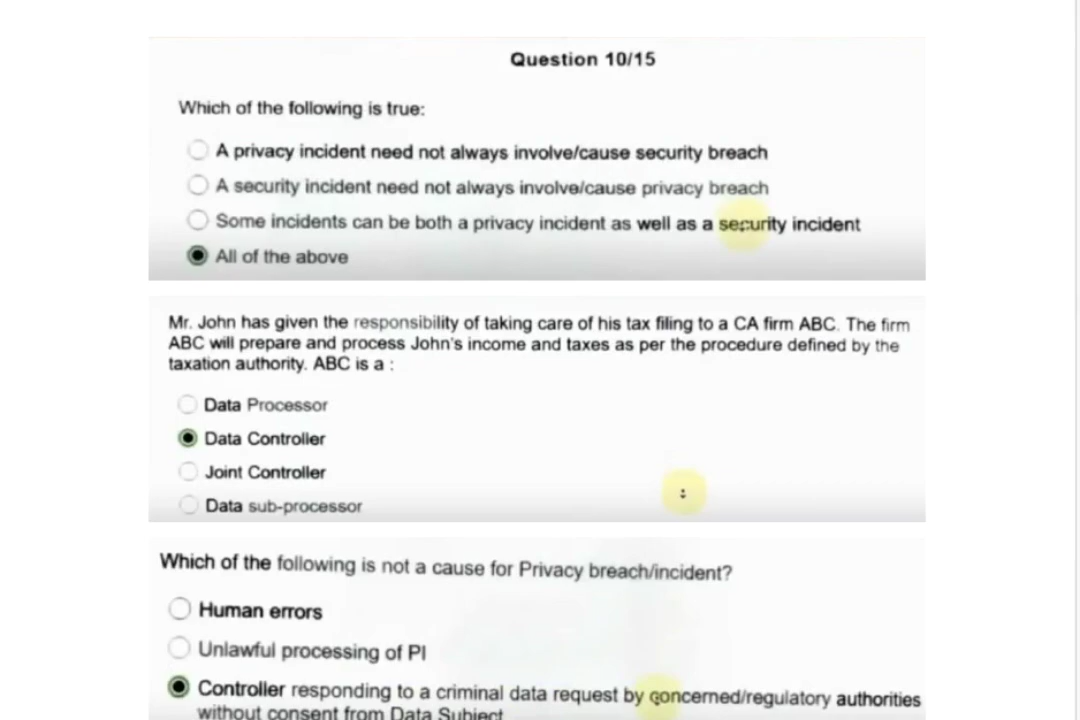 Question 10/15
Which of the following is true:
A privacy incident need not always involve/cause security breach
A security incident need not always involve/cause privacy breach
Some incidents can be both a privacy incident as well as a security incident
All of the above
Mr. John has given the responsibility of taking care of his tax filing to a CA firm ABC. The firm
ABC will prepare and process John's income and taxes as per the procedure defined by the
taxation authority. ABC is a :
Data Processor
Data Controller
Joint Controller
Data sub-processor
Which of the following is not a cause for Privacy breach/incident?
Human errors
Unlawful processing of PI
Controller responding to a criminal data request by concerned/regulatory authorities
without consent from Data Subject